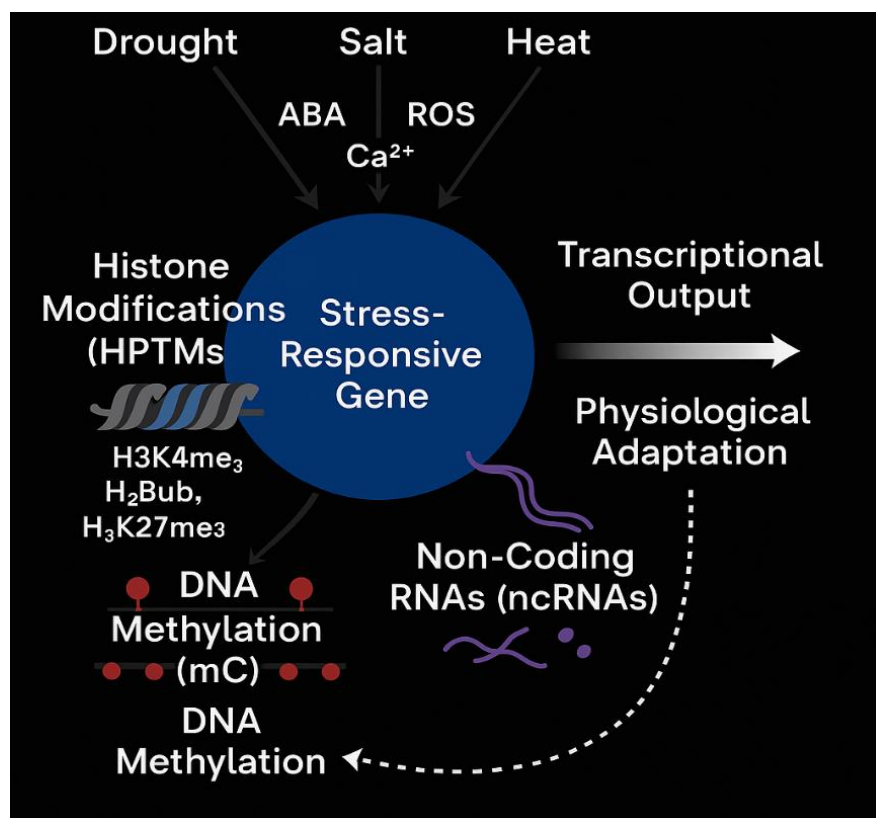 Drought
Salt
Heat
ABA
ROS
Ca²⁺
Histone
Modifications
(HPTMs
Stress-
Responsive
Gene
Transcriptional
Output
Physiological
Adaptation
H3K4me₃
H₂Bub,
H₃K27me₃
Non-Coding
RNAs (ncRNAs)
DNA
Methylation
(mC)
DNA
Methylation